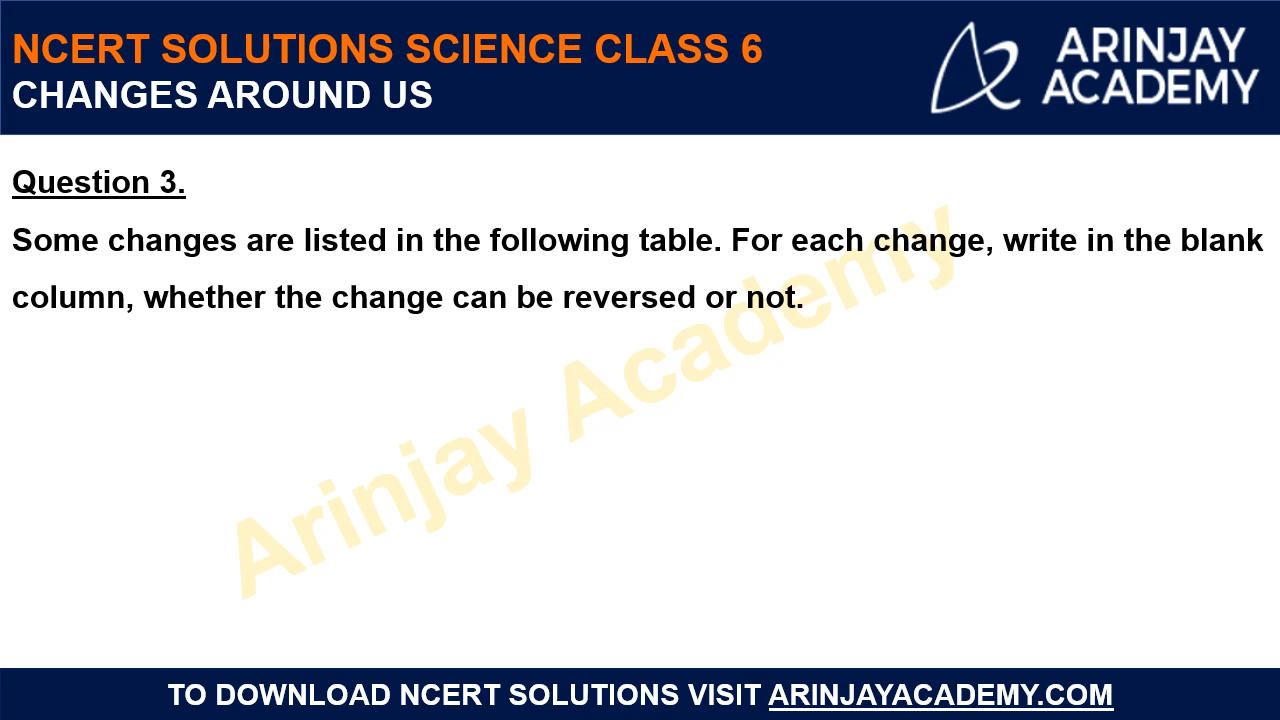 NCERT SOLUTIONS SCIENCE CLASS 6
CHANGES AROUND US
ARINJAY
ACADEMY
Question 3.
Some changes are listed in the following table. For each change, write in the blank
column, whether the change can be reversed or not.
Arinjay Academy
TO DOWNLOAD NCERT SOLUTIONS VISIT ARINJAYACADEMY.COM